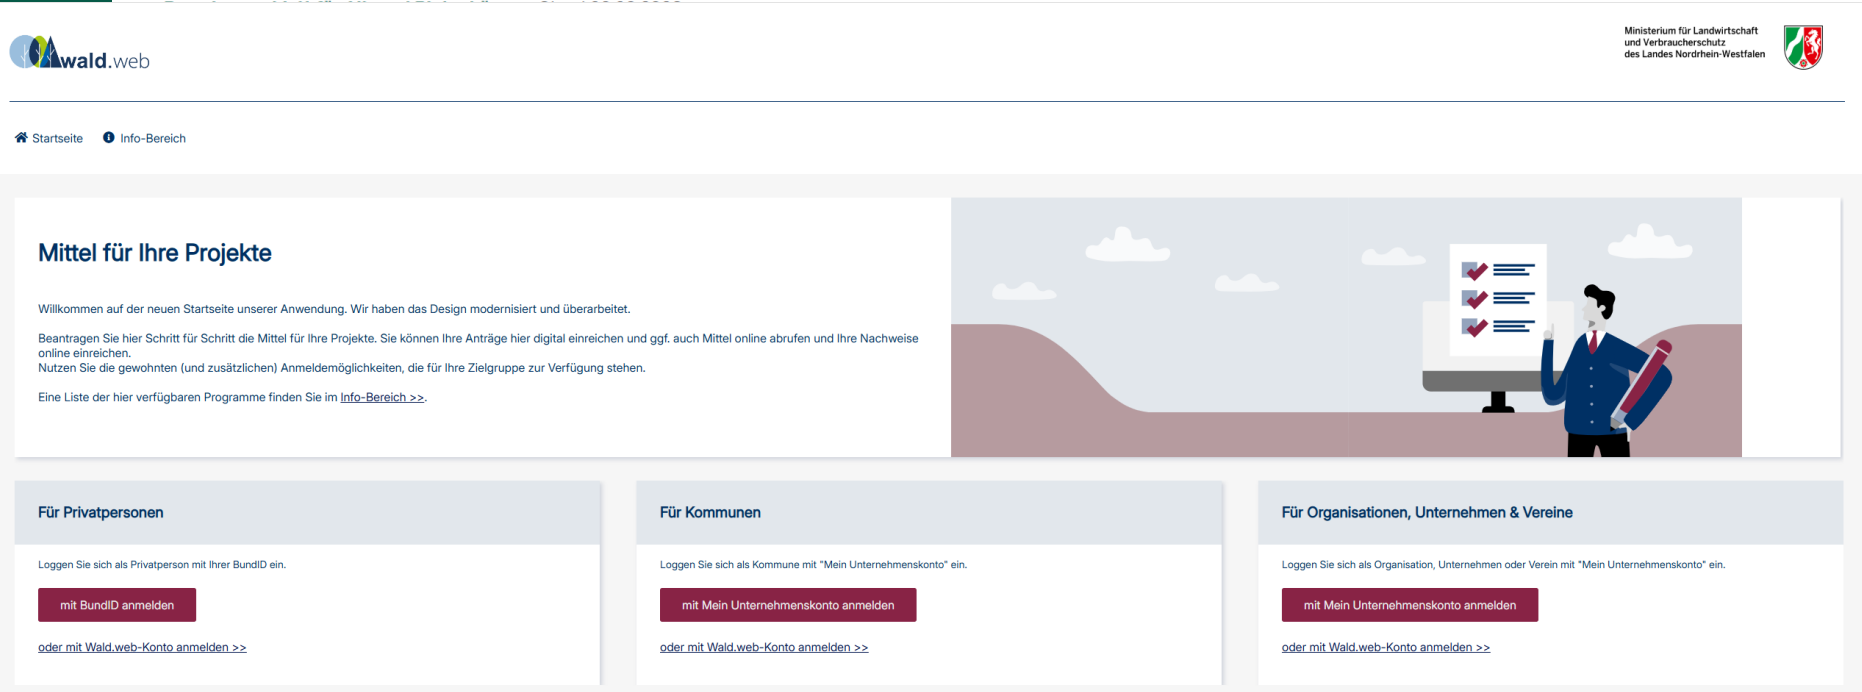 wald.web
Ministerium für Landwirtschaft
und Verbraucherschutz
des Landes Nordrhein-Westfalen
Startseite Info-Bereich
Mittel für Ihre Projekte
Willkommen auf der neuen Startseite unserer Anwendung. Wir haben das Design modernisiert und überarbeitet.
Beantragen Sie hier Schritt für Schritt die Mittel für Ihre Projekte. Sie können Ihre Anträge hier digital einreichen und ggf. auch Mittel online abrufen und Ihre Nachweise
online einreichen.
Nutzen Sie die gewohnten (und zusätzlichen) Anmeldemöglichkeiten, die für Ihre Zielgruppe zur Verfügung stehen.
Eine Liste der hier verfügbaren Programme finden Sie im Info-Bereich >>.
Für Privatpersonen
Loggen Sie sich als Privatperson mit Ihrer BundID ein.
mit BundID anmelden
oder mit Wald.web-Konto anmelden >>
Für Kommunen
Loggen Sie sich als Kommune mit "Mein Unternehmenskonto" ein.
mit Mein Unternehmenskonto anmelden
oder mit Wald.web-Konto anmelden >>
Für Organisationen, Unternehmen & Vereine
Loggen Sie sich als Organisation, Unternehmen oder Verein mit "Mein Unternehmenskonto" ein.
mit Mein Unternehmenskonto anmelden
oder mit Wald.web-Konto anmelden >>